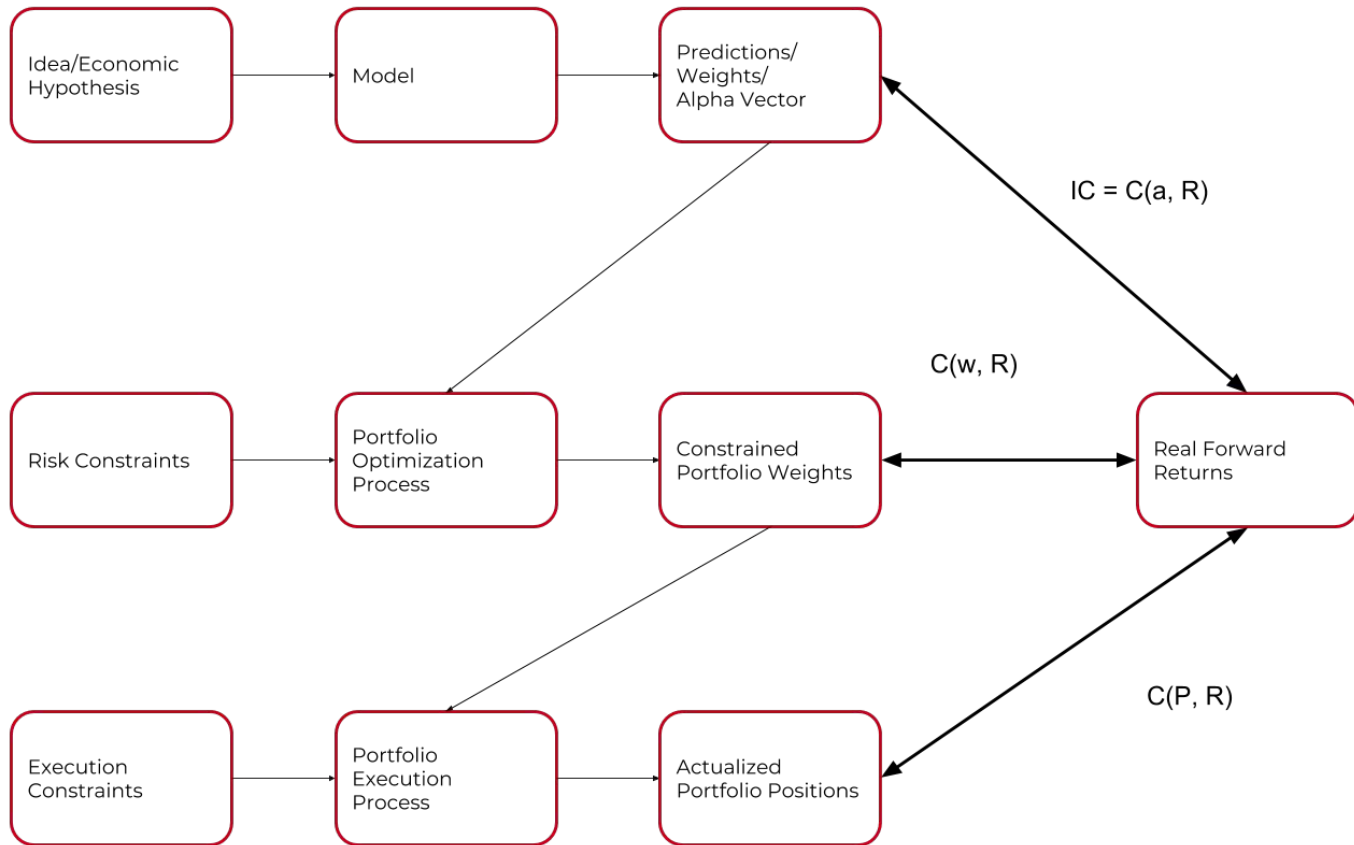 Idea/Economic
Hypothesis
Model
Predictions/
Weights/
Alpha Vector
IC = C(a, R)
C(w, R)
Risk Constraints
Portfolio
Optimization
Process
Constrained
Portfolio Weights
Real Forward
Returns
C(P, R)
Execution
Constraints
Portfolio
Execution
Process
Actualized
Portfolio Positions